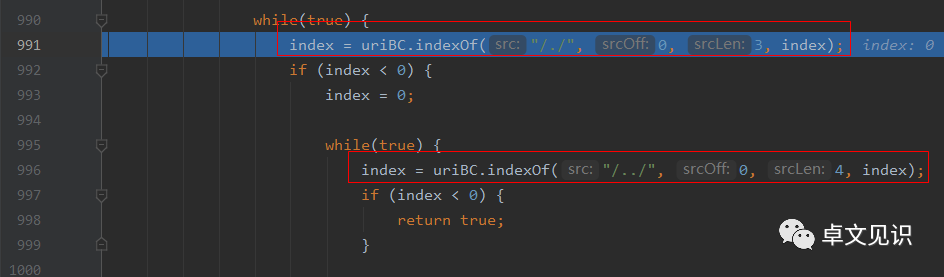 990 while(true) {
991 index = uriBC.indexOf( src: "/./", srcOff: 0, srcLen: 3, index); index: 0
992 if (index < 0) {
993 index = 0;
994
995 while(true) {
996 index = uriBC.indexOf( src: "/../", srcOff: 0, srcLen: 4, index);
997 if (index < 0) {
998 return true;
999 }
1000
卓文见识